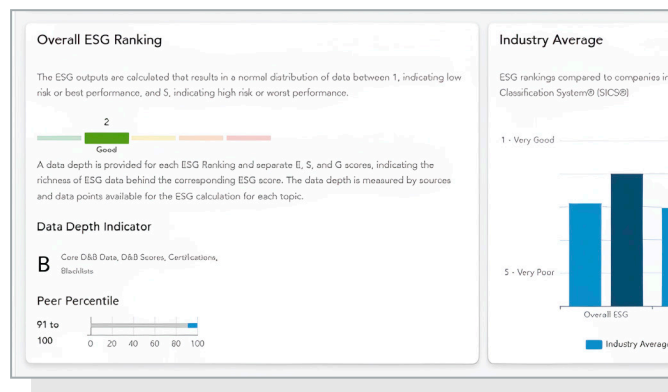 Overall ESG Ranking
The ESG outputs are calculated that results in a normal distribution of data between 1, indicating low
risk or best performance, and 5, indicating high risk or worst performance.
2
Good
A data depth is provided for each ESG Ranking and separate E, S, and G scores, indicating the
richness of ESG data behind the corresponding ESG score. The data depth is measured by sources
and data points available for the ESG calculation for each topic.
Data Depth Indicator
B
Core D&B Data, D&B Scores, Certifications,
Blacklists
Peer Percentile
91 to
100
0 20 40 60 80 100
Industry Average
ESG rankings compared to companies in
Classification System® (SICS®)
1 - Very Good
5 - Very Poor
Overall ESG
Industry Average